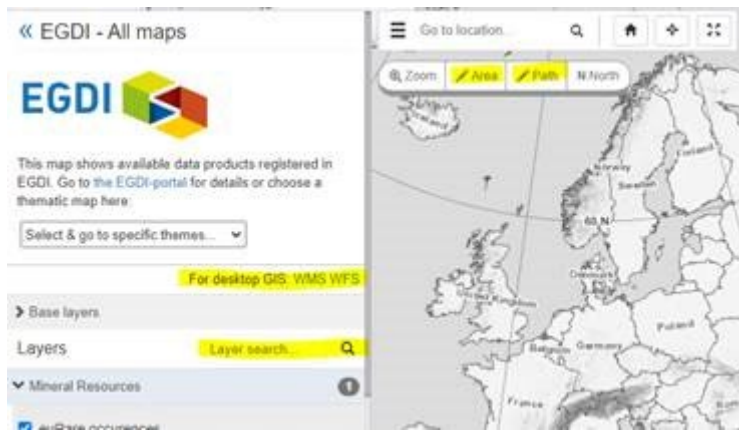 « EGDI - All maps
EGDI
This map shows available data products registered in
EGDI. Go to the EGDI-portal for details or choose a
thematic map here:
Select & go to specific themes...
For desktop GIS: WMS WFS
Base layers
Layers
Layer search...
Mineral Resources
1
euRare occurences
Go to location...
Zoom
Area
Path
N North
Iceland
Norway
Sweden
Finland
60 N
Denmark
United Kingdom
Belgium
Germany
Poland
France